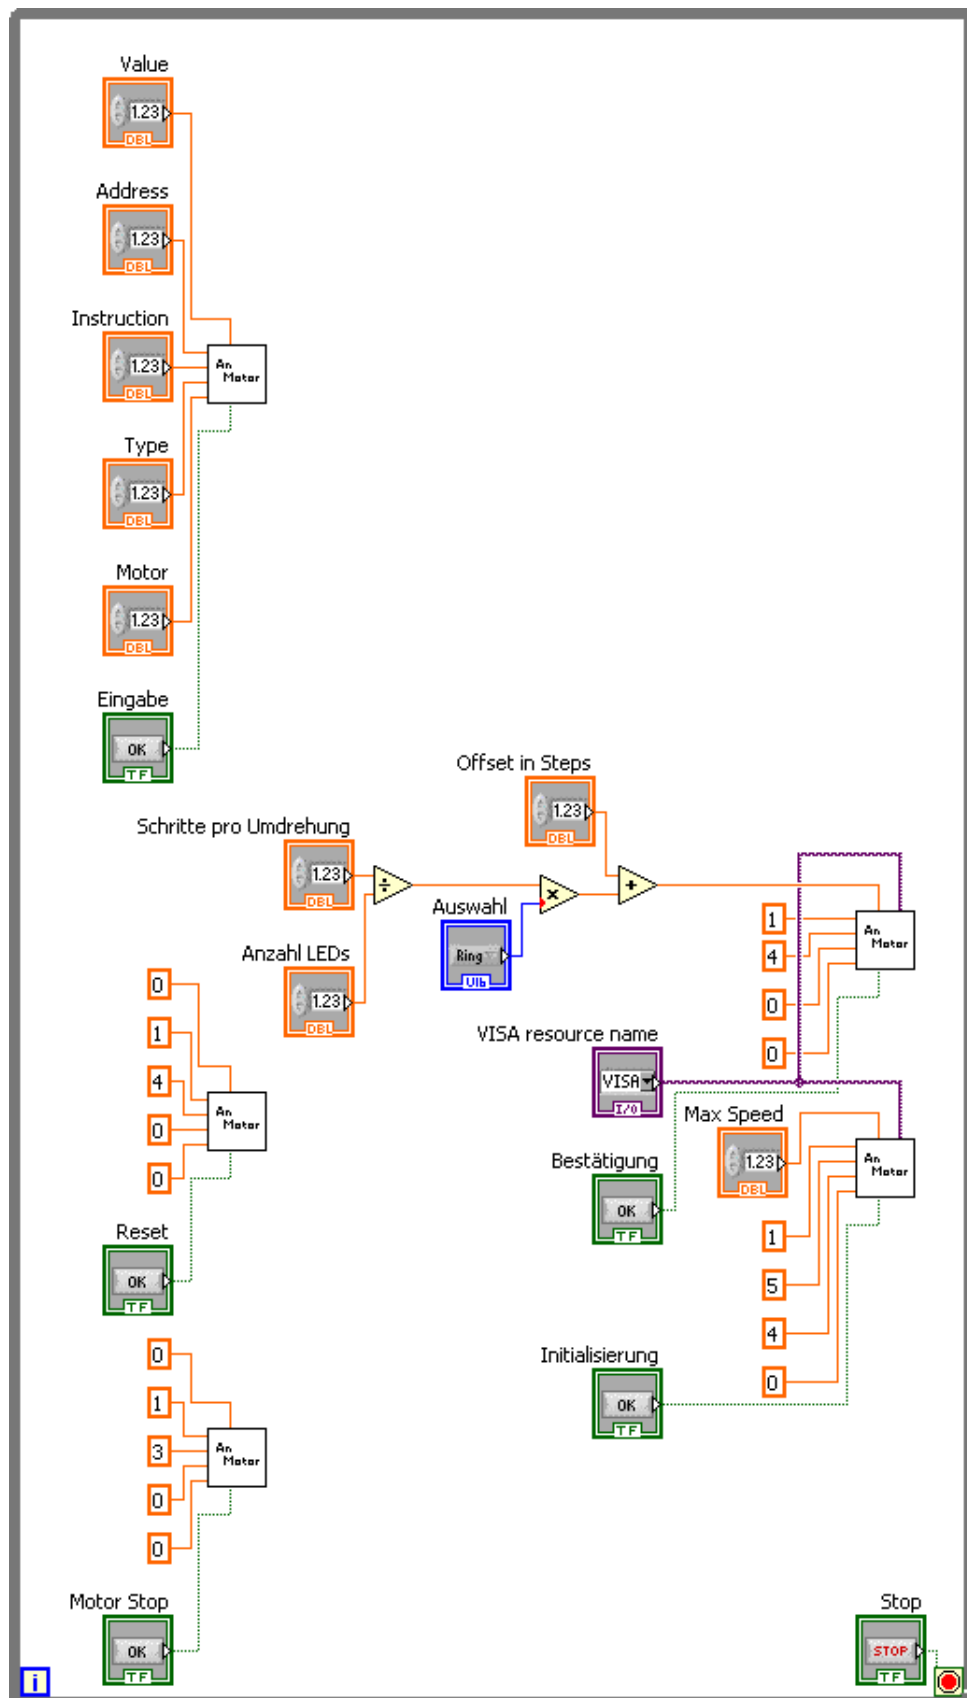 Value
1.23
DBL
Address
1.23
DBL
Instruction
1.23
DBL
An
Motor
Type
1.23
DBL
Motor
1.23
DBL
Eingabe
OK
TF
Offset in Steps
1.23
DBL
Schritte pro Umdrehung
1.23
DBL
÷
×
+
Auswahl
Ring
U16
Anzahl LEDs
1.23
DBL
1
4
0
0
An
Motor
0
1
4
0
0
An
Motor
Reset
OK
TF
VISA resource name
VISA
I/O
Max Speed
1.23
DBL
An
Motor
Bestätigung
OK
TF
1
5
4
0
Initialisierung
OK
TF
0
1
3
0
0
An
Motor
Motor Stop
OK
TF
Stop
STOP
TF
i